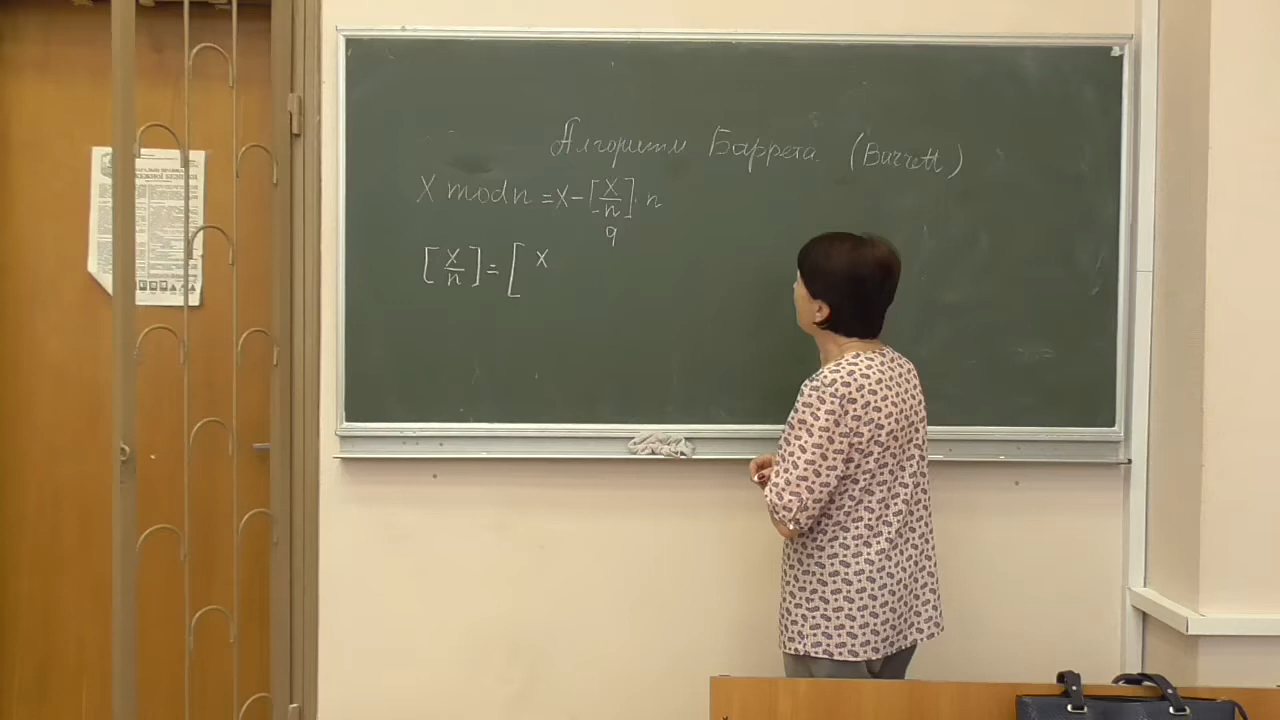 Алгоритм Баррета (Barrett)
X mod n = X - [X/n] · n
q
[X/n] = [ X